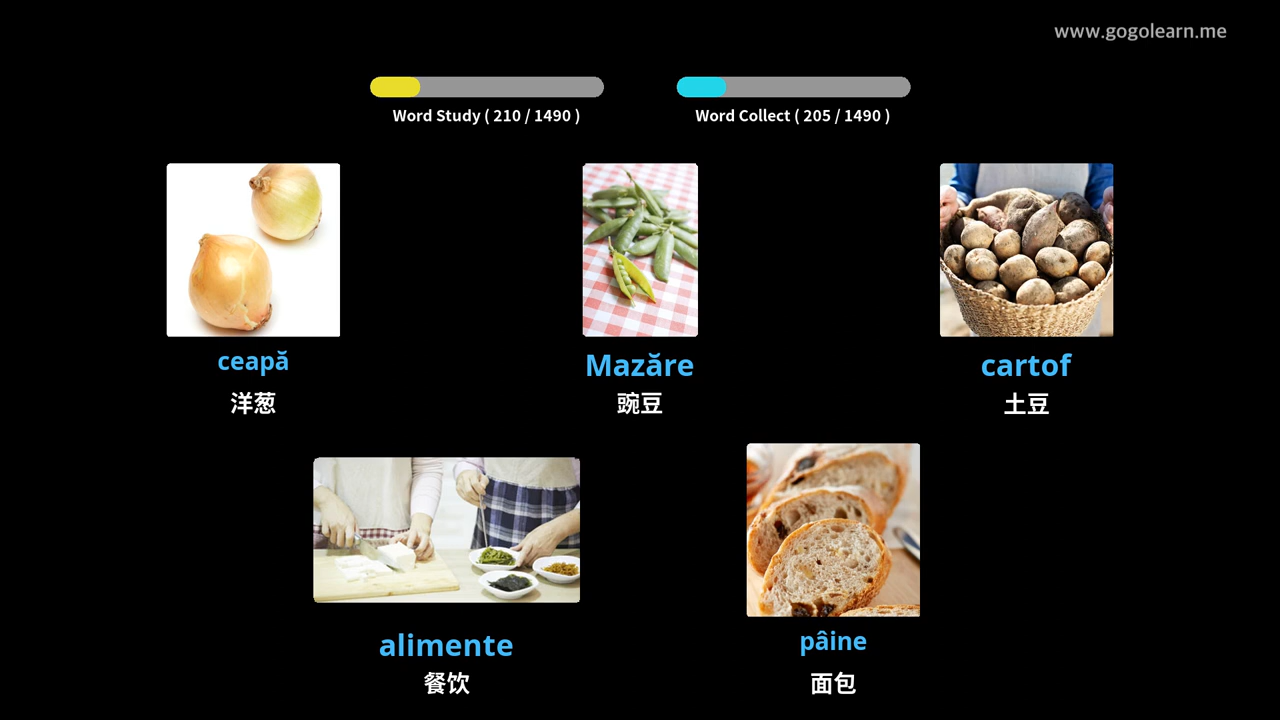 www.gogolearn.me
Word Study ( 210 / 1490 )
Word Collect ( 205 / 1490 )
ceapă
Mazăre
cartof
洋葱
豌豆
土豆
alimente
pâine
餐饮
面包